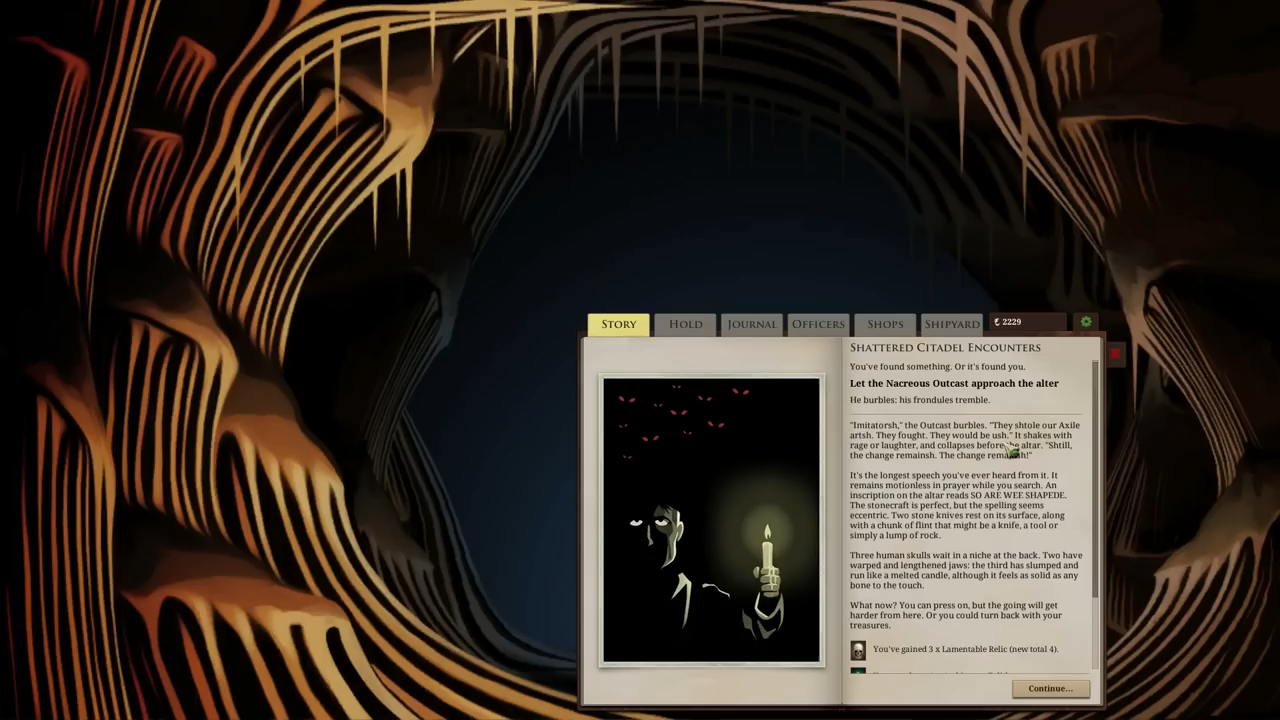 STORY HOLD JOURNAL OFFICERS SHOPS SHIPYARD 2229
SHATTERED CITADEL ENCOUNTERS
You've found something. Or it's found you.
Let the Nacreous Outcast approach the alter
He burbles: his frondules tremble.
"Imitatorsh," the Outcast burbles. "They shtole our Axile
artsh. They fought. They would be ush." It shakes with
rage or laughter, and collapses before the altar. "Shtill,
the change remainsh. The change remainsh!"
It's the longest speech you've ever heard from it. It
remains motionless in prayer while you search. An
inscription on the altar reads SO ARE WEE SHAPEDE.
The stonecraft is perfect, but the spelling seems
eccentric. Two stone knives rest on its surface, along
with a chunk of flint that might be a knife, a tool or
simply a lump of rock.
Three human skulls wait in a niche at the back. Two have
warped and lengthened jaws: the third has slumped and
run like a melted candle, although it feels as solid as any
bone to the touch.
What now? You can press on, but the going will get
harder from here. Or you could turn back with your
treasures.
You've gained 3 x Lamentable Relic (new total 4).
Continue...